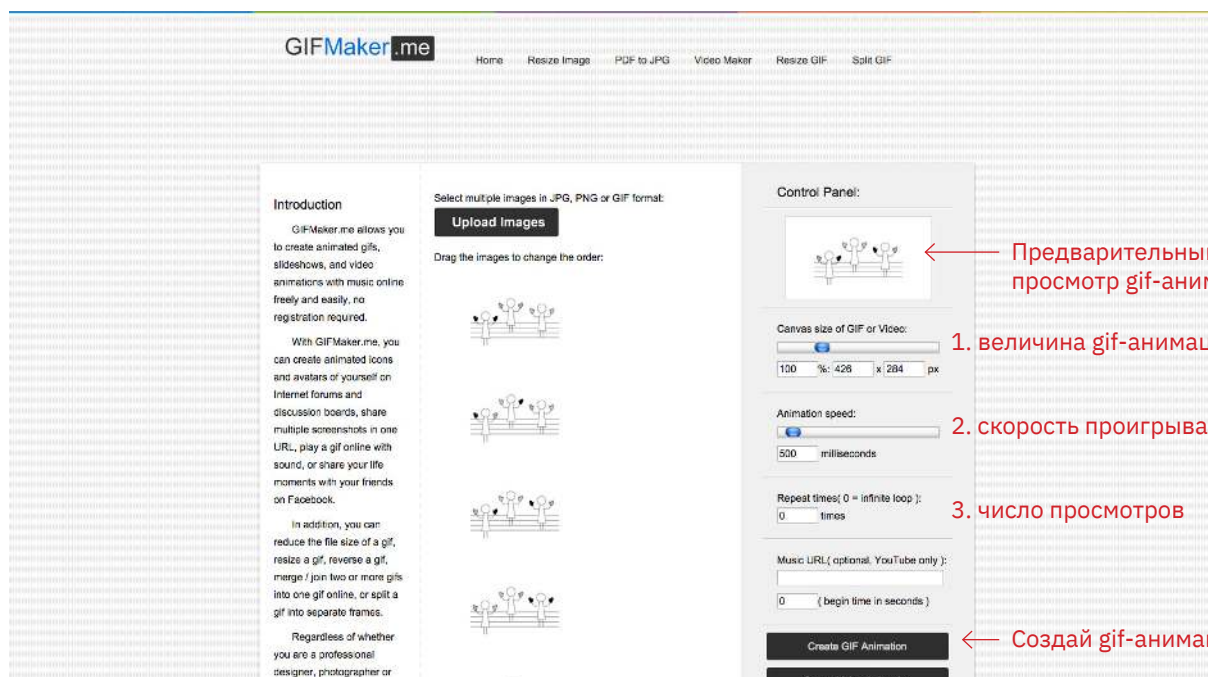 GIFMaker.me
Home Resize Image PDF to JPG Video Maker Resize GIF Split GIF
Introduction
GIFMaker.me allows you
to create animated gifs,
slideshows, and video
animations with music online
freely and easily, no
registration required.
With GIFMaker.me, you
can create animated icons
and avatars of yourself on
Internet forums and
discussion boards, share
multiple screenshots in one
URL, play a gif online with
sound, or share your life
moments with your friends
on Facebook.
In addition, you can
reduce the file size of a gif,
resize a gif, reverse a gif,
merge / join two or more gifs
into one gif online, or split a
gif into separate frames.
Regardless of whether
you are a professional
designer, photographer or
Select multiple images in JPG, PNG or GIF format:
Upload Images
Drag the images to change the order:
Control Panel:
Canvas size of GIF or Video:
100 %: 426 x 284 px
Animation speed:
500 milliseconds
Repeat times( 0 = infinite loop ):
0 times
Music URL( optional, YouTube only ):
0 ( begin time in seconds )
Create GIF Animation
Предварительны
просмотр gif-ани
1. величина gif-анимац
2. скорость проигрыва
3. число просмотров
Создай gif-анима